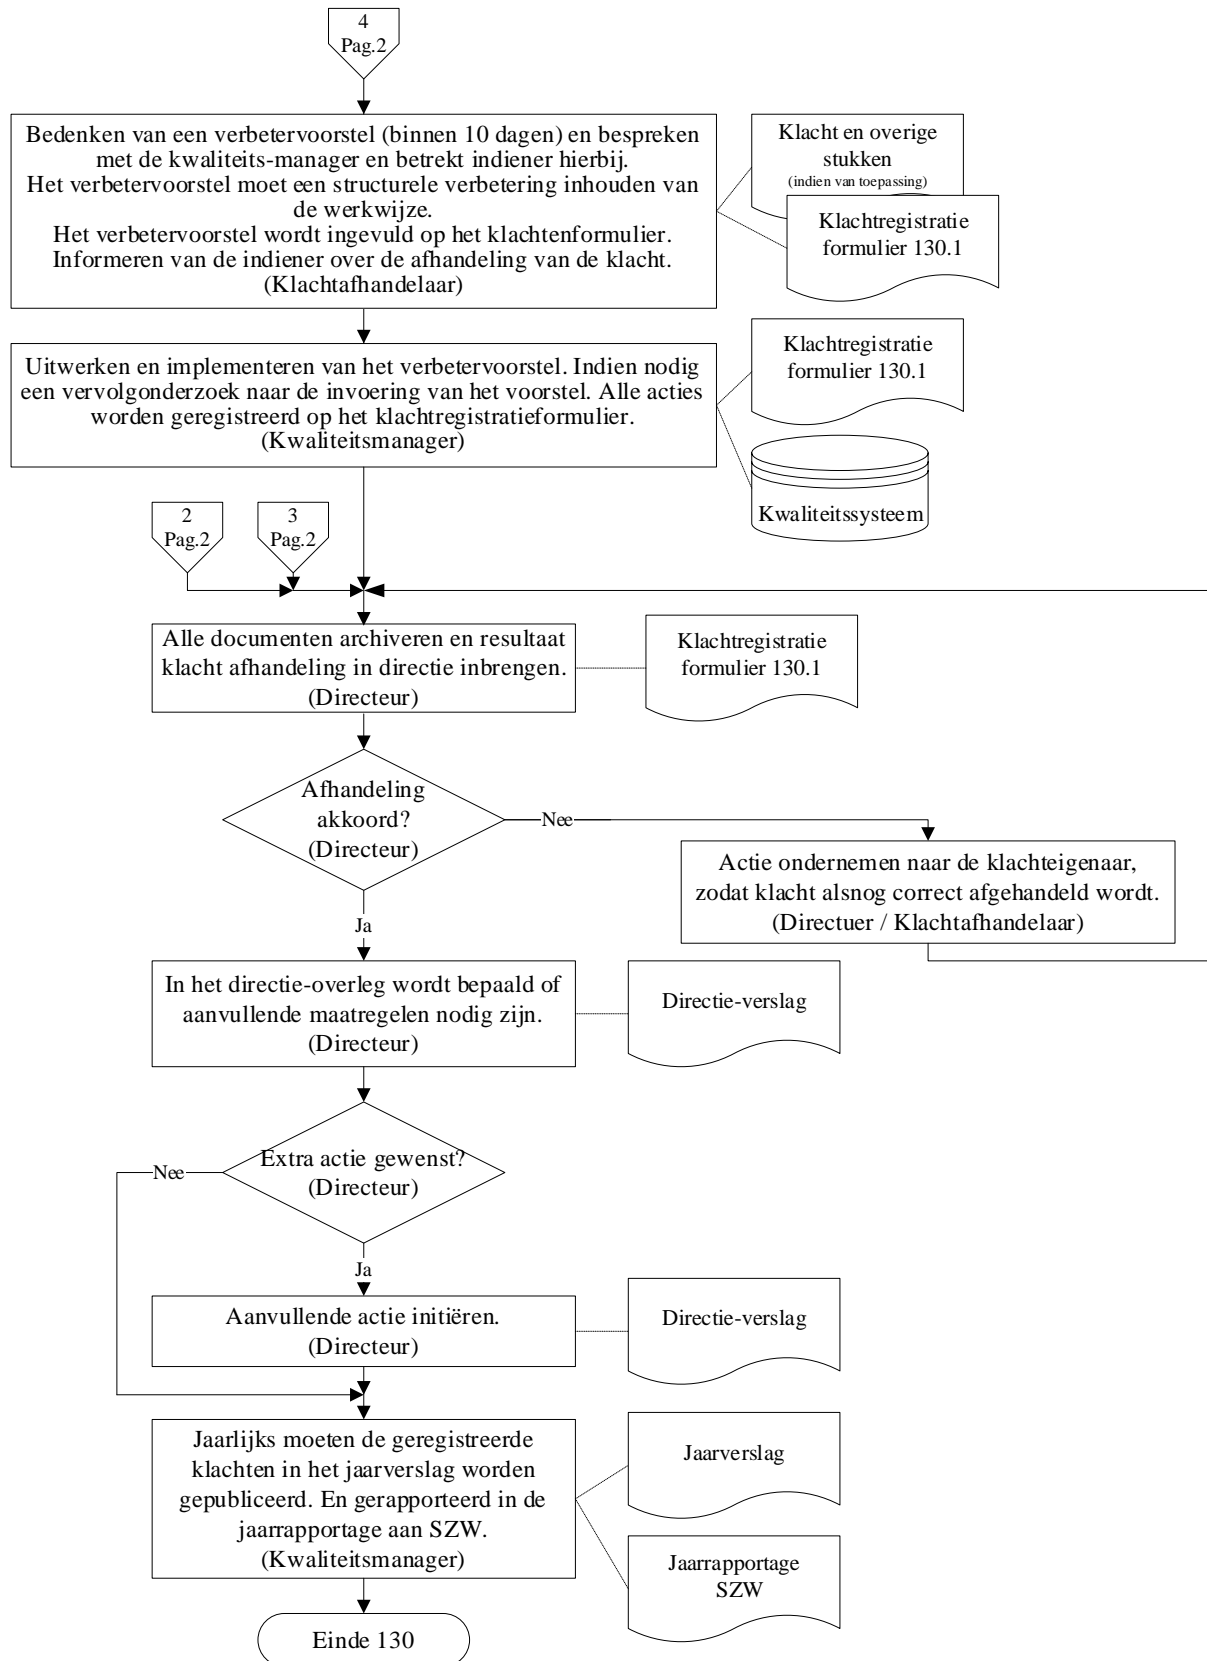 4
Pag.2
Bedenken van een verbetervoorstel (binnen 10 dagen) en bespreken
met de kwaliteits-manager en betrekt indiener hierbij.
Het verbetervoorstel moet een structurele verbetering inhouden van
de werkwijze.
Het verbetervoorstel wordt ingevuld op het klachtenformulier.
Informeren van de indiener over de afhandeling van de klacht.
(Klachtafhandelaar)
Klacht en overige
stukken
(indien van toepassing)
Klachtregistratie
formulier 130.1
Uitwerken en implementeren van het verbetervoorstel. Indien nodig
een vervolgonderzoek naar de invoering van het voorstel. Alle acties
worden geregistreerd op het klachtregistratieformulier.
(Kwaliteitsmanager)
Klachtregistratie
formulier 130.1
Kwaliteitssysteem
2
Pag.2
3
Pag.2
Alle documenten archiveren en resultaat
klacht afhandeling in directie inbrengen.
(Directeur)
Klachtregistratie
formulier 130.1
Afhandeling
akkoord?
(Directeur)
Nee
Actie ondernemen naar de klachteigenaar,
zodat klacht alsnog correct afgehandeld wordt.
(Directuer / Klachtafhandelaar)
Ja
In het directie-overleg wordt bepaald of
aanvullende maatregelen nodig zijn.
(Directeur)
Directie-verslag
Extra actie gewenst?
(Directeur)
Nee
Ja
Aanvullende actie initiëren.
(Directeur)
Directie-verslag
Jaarlijks moeten de geregistreerde
klachten in het jaarverslag worden
gepubliceerd. En gerapporteerd in de
jaarrapportage aan SZW.
(Kwaliteitsmanager)
Jaarverslag
Jaarrapportage
SZW
Einde 130